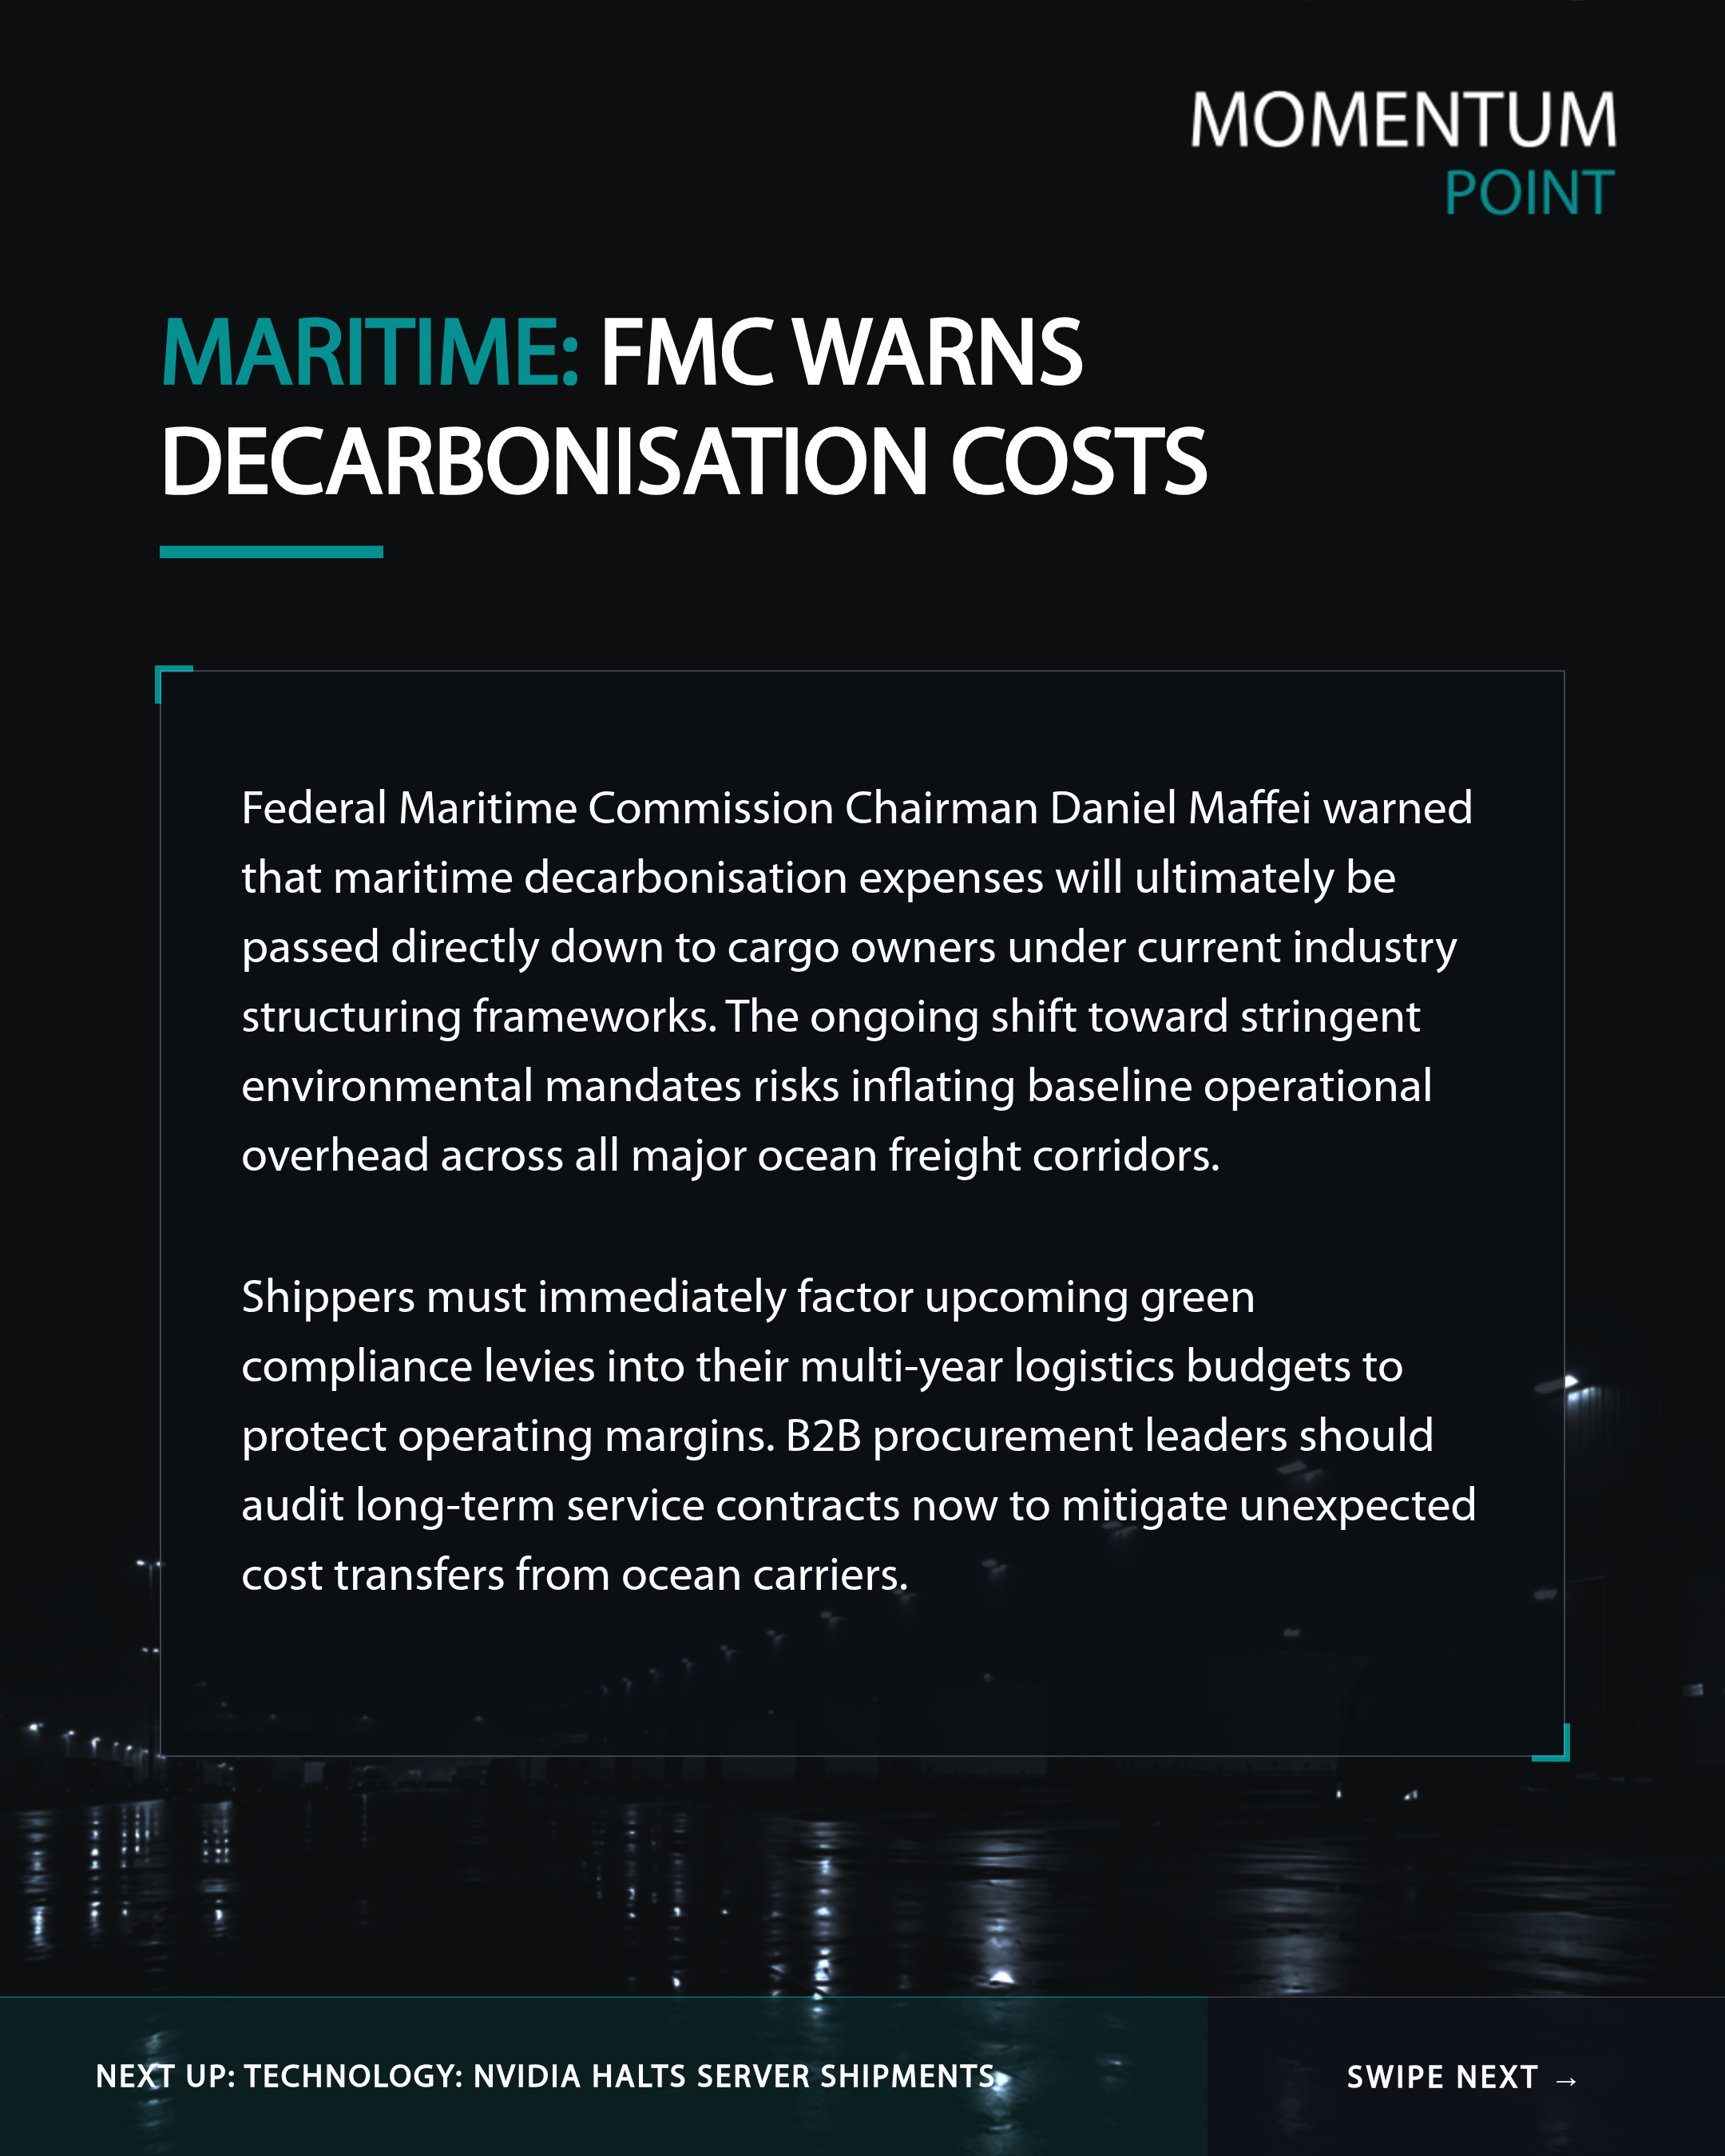 MOMENTUM
POINT
MARITIME: FMC WARNS
DECARBONISATION COSTS
Federal Maritime Commission Chairman Daniel Maffei warned
that maritime decarbonisation expenses will ultimately be
passed directly down to cargo owners under current industry
structuring frameworks. The ongoing shift toward stringent
environmental mandates risks inflating baseline operational
overhead across all major ocean freight corridors.
Shippers must immediately factor upcoming green
compliance levies into their multi-year logistics budgets to
protect operating margins. B2B procurement leaders should
audit long-term service contracts now to mitigate unexpected
cost transfers from ocean carriers.
NEXT UP: TECHNOLOGY: NVIDIA HALTS SERVER SHIPMENTS
SWIPE NEXT →